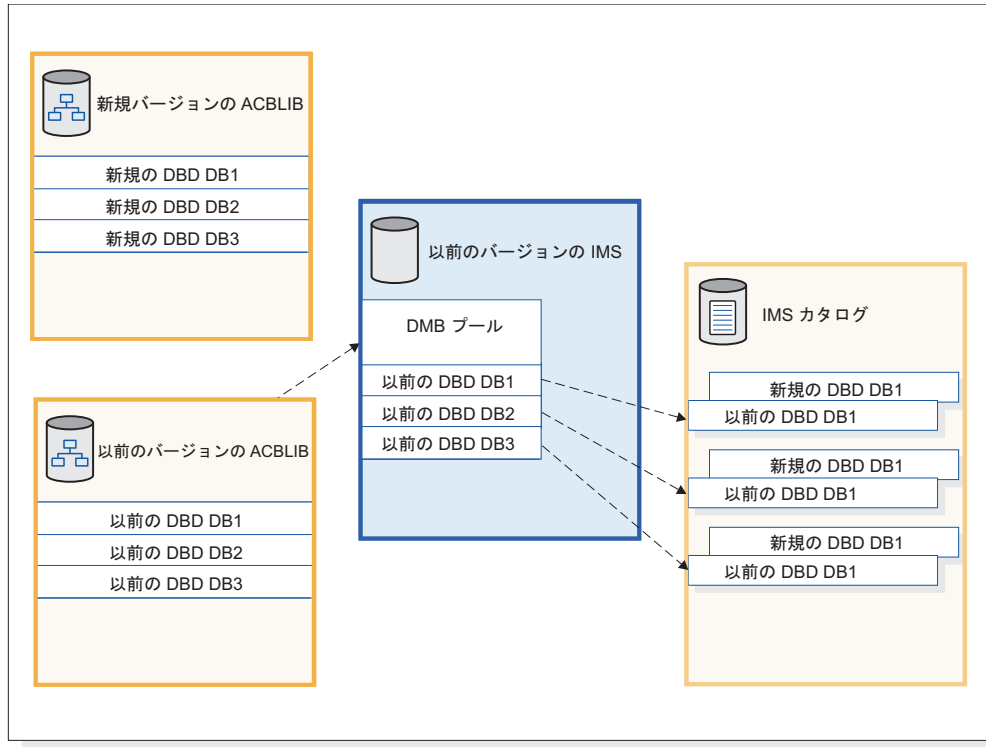 新規バージョンの ACBLIB
新規の DBD DB1
新規の DBD DB2
新規の DBD DB3
以前のバージョンの ACBLIB
以前の DBD DB1
以前の DBD DB2
以前の DBD DB3
以前のバージョンの IMS
DMB プール
以前の DBD DB1
以前の DBD DB2
以前の DBD DB3
IMS カタログ
新規の DBD DB1
以前の DBD DB1
新規の DBD DB1
以前の DBD DB1
新規の DBD DB1
以前の DBD DB1